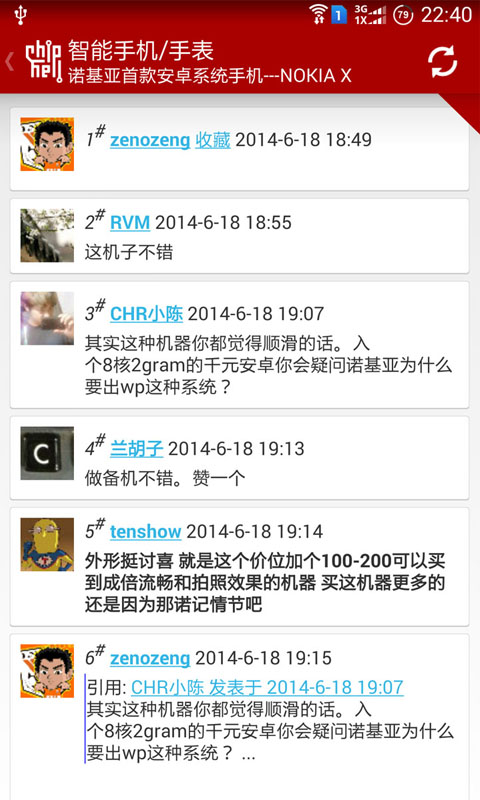 3G
1X
1
79
22:40
chip
hell
智能手机/手表
诺基亚首款安卓系统手机---NOKIA X
1# zenozeng 收藏 2014-6-18 18:49
2# RVM 2014-6-18 18:55
这机子不错
3# CHR小陈 2014-6-18 19:07
其实这种机器你都觉得顺滑的话。入
个8核2gram的千元安卓你会疑问诺基亚为什么
要出wp这种系统？
C
4# 兰胡子 2014-6-18 19:13
做备机不错。赞一个
5# tenshow 2014-6-18 19:14
外形挺讨喜 就是这个价位加个100-200可以买
到成倍流畅和拍照效果的机器 买这机器更多的
还是因为那诺记情节吧
6# zenozeng 2014-6-18 19:15
引用: CHR小陈 发表于 2014-6-18 19:07
其实这种机器你都觉得顺滑的话。入
个8核2gram的千元安卓你会疑问诺基亚为什么
要出wp这种系统？ ...